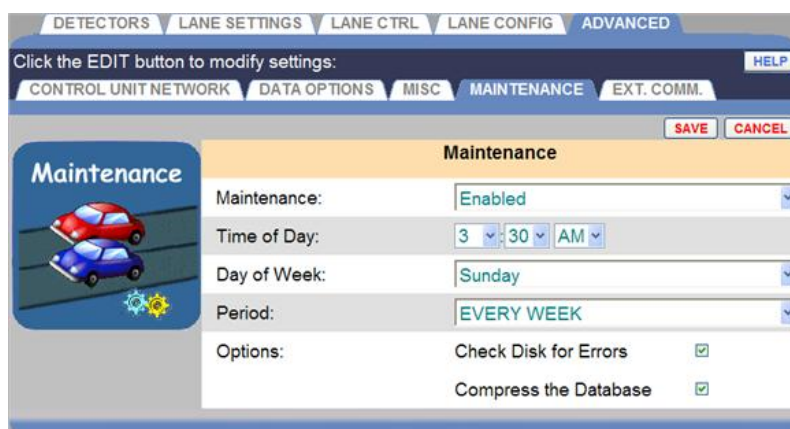 DETECTORS LANE SETTINGS LANE CTRL LANE CONFIG ADVANCED
Click the EDIT button to modify settings: HELP
CONTROL UNIT NETWORK DATA OPTIONS MISC MAINTENANCE EXT. COMM.
SAVE CANCEL
Maintenance
Maintenance
Maintenance: Enabled
Time of Day: 3 : 30 AM
Day of Week: Sunday
Period: EVERY WEEK
Options: Check Disk for Errors
Compress the Database